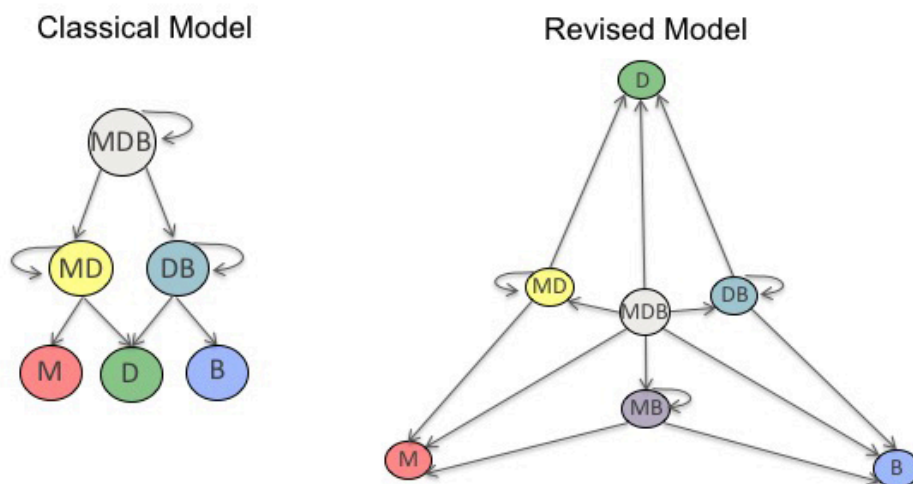 Classical Model
MDB
MD DB
M D B
Revised Model
D
MD MDB DB
MB
M B